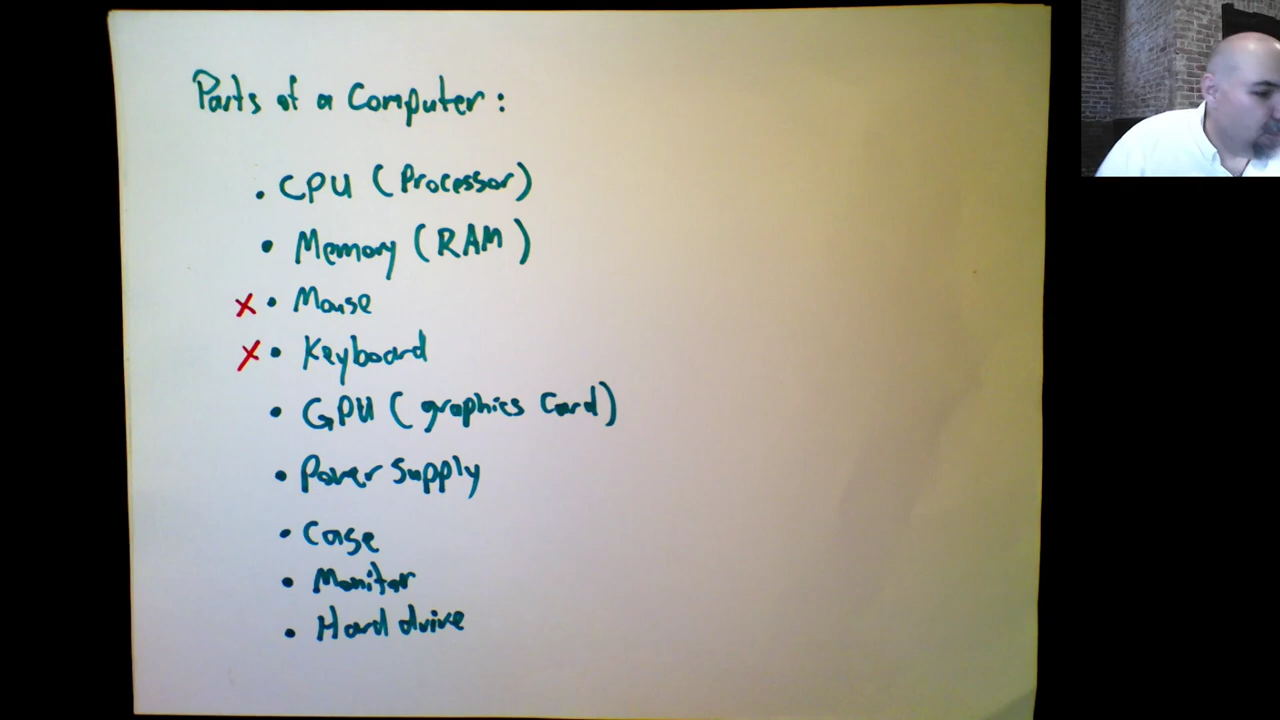 Parts of a Computer:
• CPU (Processor)
• Memory (RAM)
x • Mouse
x • Keyboard
• GPU (graphics Card)
• Power Supply
• Case
• Monitor
• Hard drive